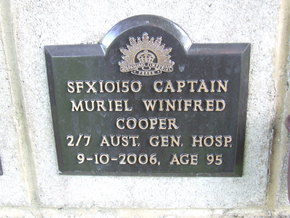 SFX10150 CAPTAIN
MURIEL WINIFRED
COOPER
2/7 AUST. GEN. HOSP.
9-10-2006, AGE 95